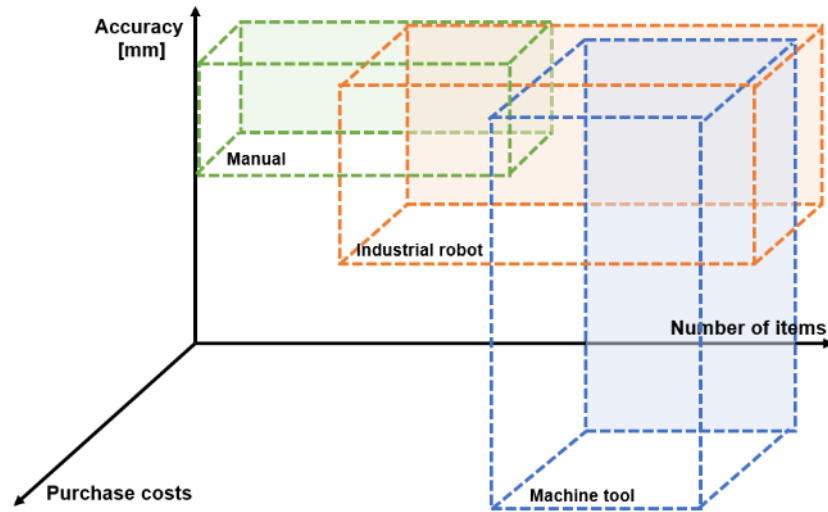 Accuracy
[mm]
Manual
Industrial robot
Number of items
Purchase costs
Machine tool